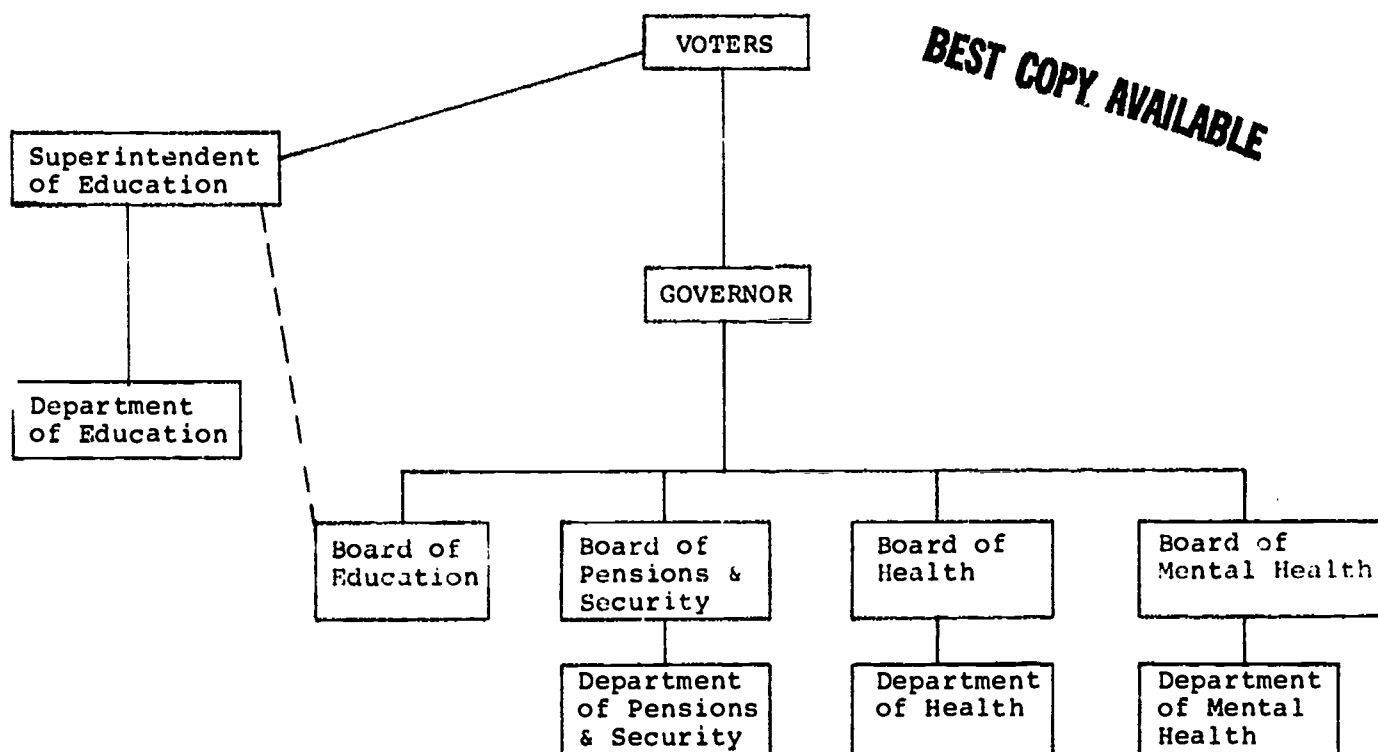 VOTERS
BEST COPY AVAILABLE
Superintendent
of Education
GOVERNOR
Department
of Education
Board of
Education
Board of
Pensions &
Security
Board of
Health
Board of
Mental Health
Department
of Pensions
& Security
Department
of Health
Department
of Mental
Health